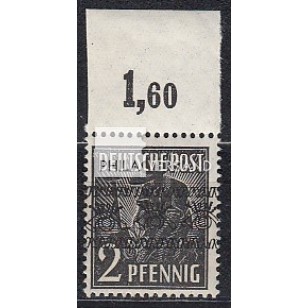 1,60
DEUTSCHE POST
2 PFENNIG